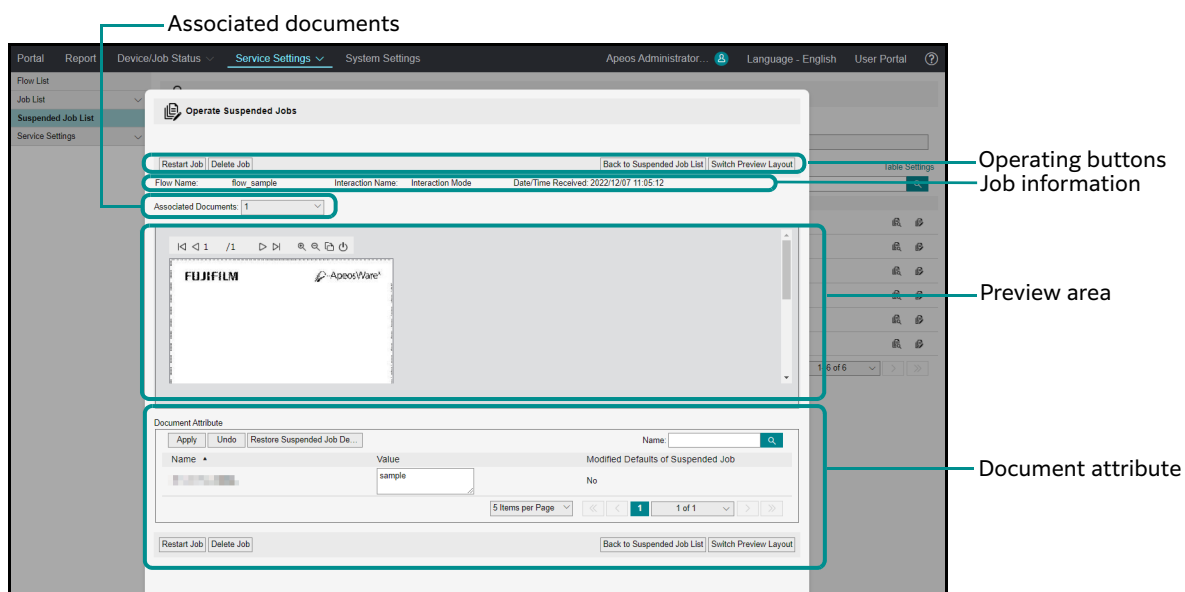 Associated documents
Portal Report Device/Job Status Service Settings System Settings Apeos Administrator... Language - English User Portal
Flow List
Job List
Suspended Job List
Service Settings
Operate Suspended Jobs
Restart Job Delete Job Back to Suspended Job List Switch Preview Layout
Operating buttons
Table Settings
Flow Name: flow_sample Interaction Name: Interaction Mode Date/Time Received: 2022/12/07 11:05:12
Job information
Associated Documents: 1
1 /1
FUJIFILM ApeosWare
Preview area
6 of 6
Document Attribute
Apply Undo Restore Suspended Job De... Name:
Name Value Modified Defaults of Suspended Job
Document attribute
sample No
5 Items per Page 1 1 of 1
Restart Job Delete Job Back to Suspended Job List Switch Preview Layout